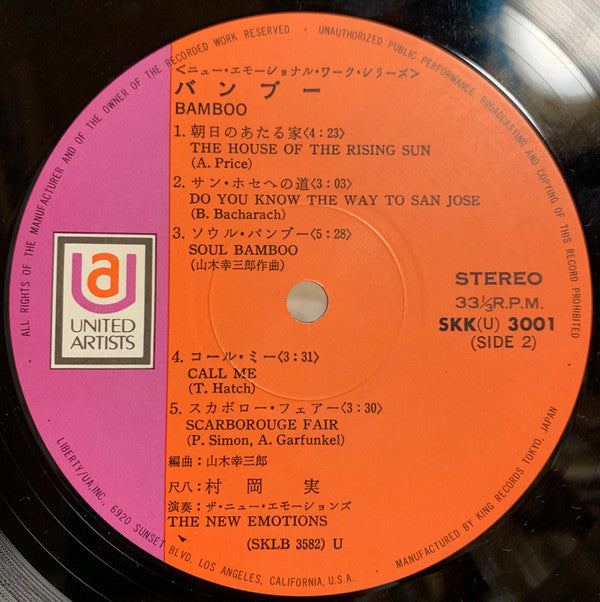 ALL RIGHTS OF THE MANUFACTURER AND OF THE OWNER OF THE RECORDED WORK RESERVED • UNAUTHORIZED PUBLIC PERFORMANCE, BROADCASTING AND COPYING OF THIS RECORD PROHIBITED
<ニュー・エモーショナル・ワーク・シリーズ>
バンブー
BAMBOO
1. 朝日のあたる家<4:23>
THE HOUSE OF THE RISING SUN
(A. Price)
2. サン・ホセへの道<3:03>
DO YOU KNOW THE WAY TO SAN JOSE
(B. Bacharach)
3. ソウル・バンブー<5:28>
SOUL BAMBOO
(山木幸三郎作曲)
UA
UNITED
ARTISTS
STEREO
33⅓R.P.M.
SKK(U) 3001
(SIDE 2)
4. コール・ミー<3:31>
CALL ME
(T. Hatch)
5. スカボロー・フェアー<3:30>
SCARBOROUGE FAIR
(P. Simon, A. Garfunkel)
編曲:山木幸三郎
尺八:村岡実
演奏:ザ・ニュー・エモーションズ
THE NEW EMOTIONS
(SKLB 3582) U
LIBERTY/UA, INC., 6920 SUNSET BLVD. LOS ANGELES, CALIFORNIA, U.S.A.
MANUFACTURED BY KING RECORDS TOKYO, JAPAN